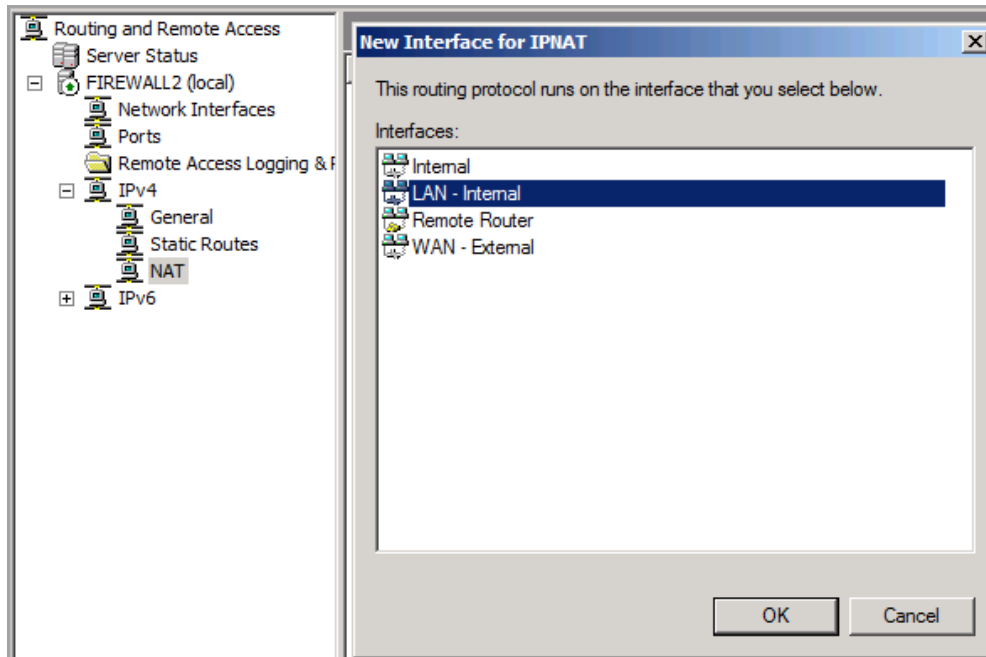 Routing and Remote Access
Server Status
FIREWALL2 (local)
Network Interfaces
Ports
Remote Access Logging &
IPv4
General
Static Routes
NAT
IPv6
New Interface for IPNAT
This routing protocol runs on the interface that you select below.
Interfaces:
Internal
LAN - Internal
Remote Router
WAN - External
OK
Cancel